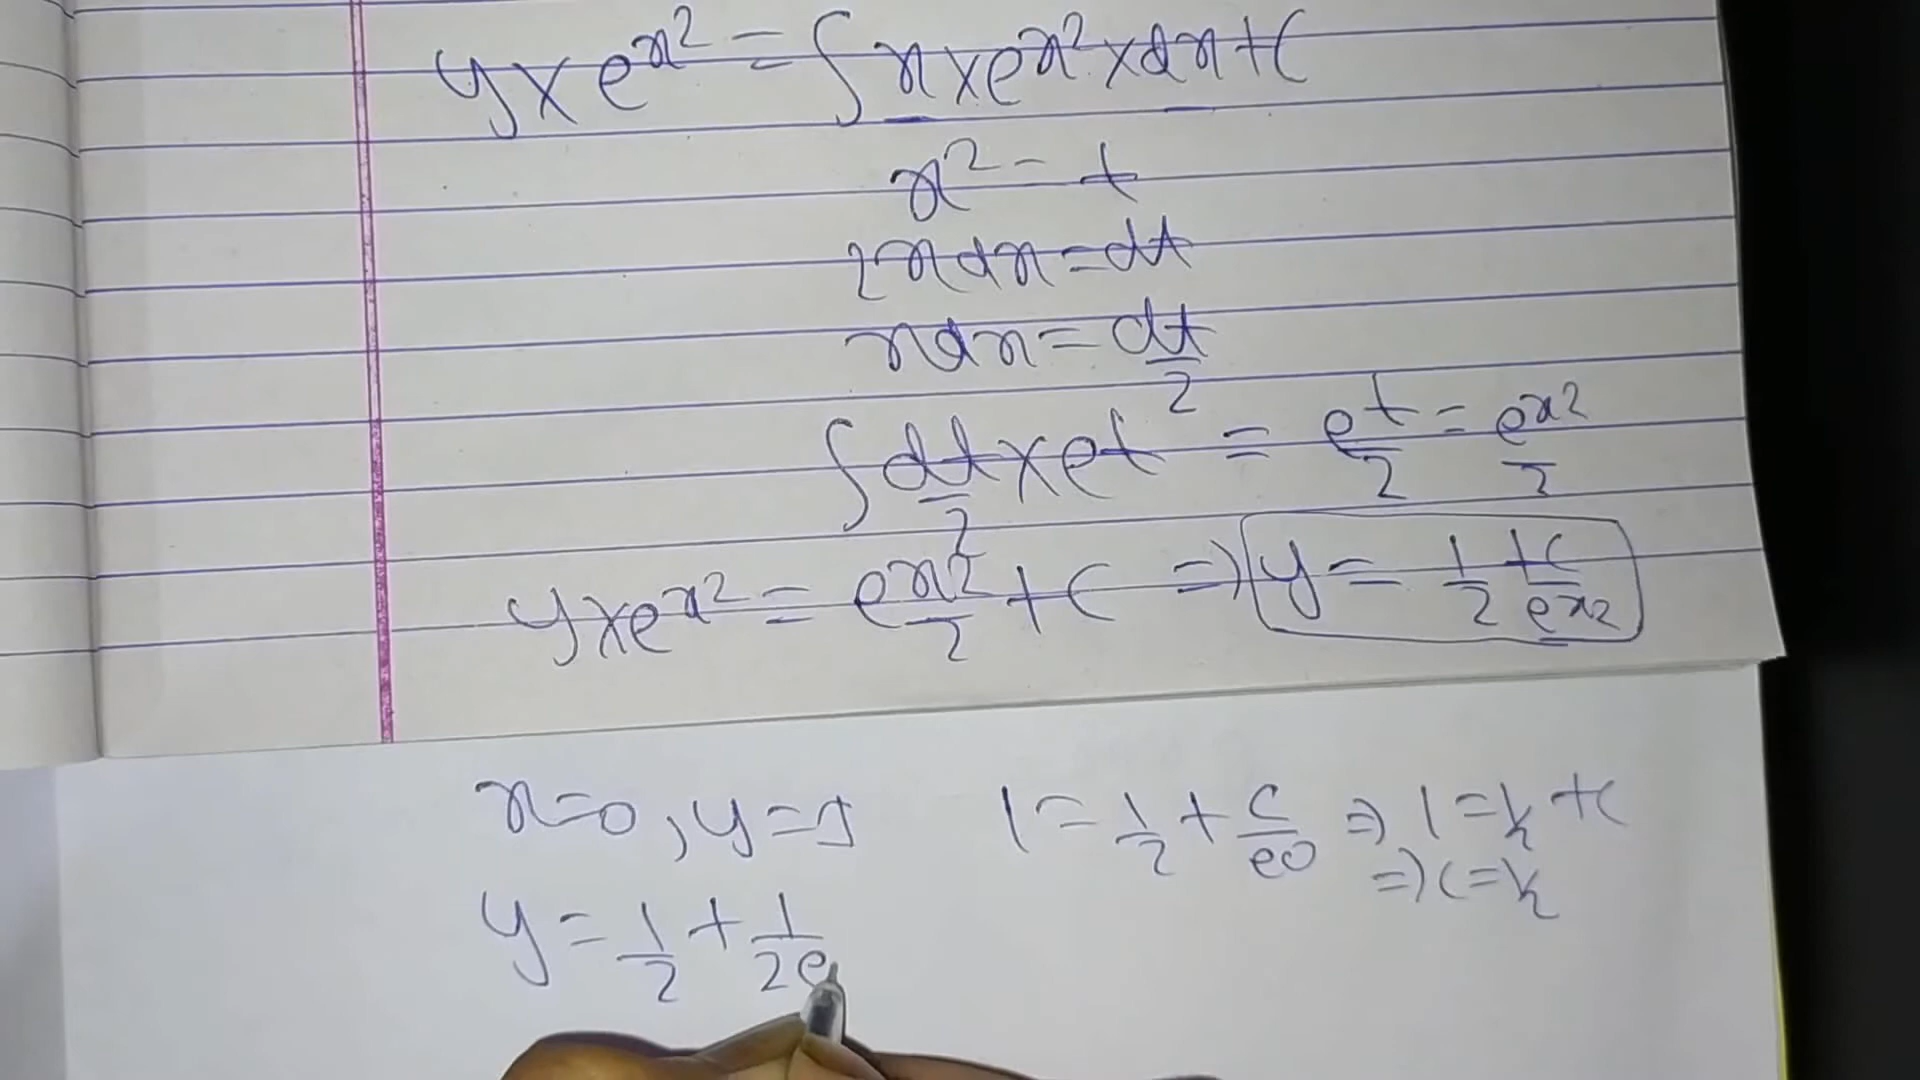 y×e^x² = ∫x×e^x²×dx+C
x² = t
2xdx = dt
xdx = dt/2
∫dt/2×e^t = e^t/2 = e^x²/2
y×e^x² = e^x²/2 + C ⇒ y = 1/2 + C/e^x²
x=0, y=1 1 = 1/2 + C/e^0 ⇒ 1 = 1/2 + C
⇒ C = 1/2
y = 1/2 + 1/2e